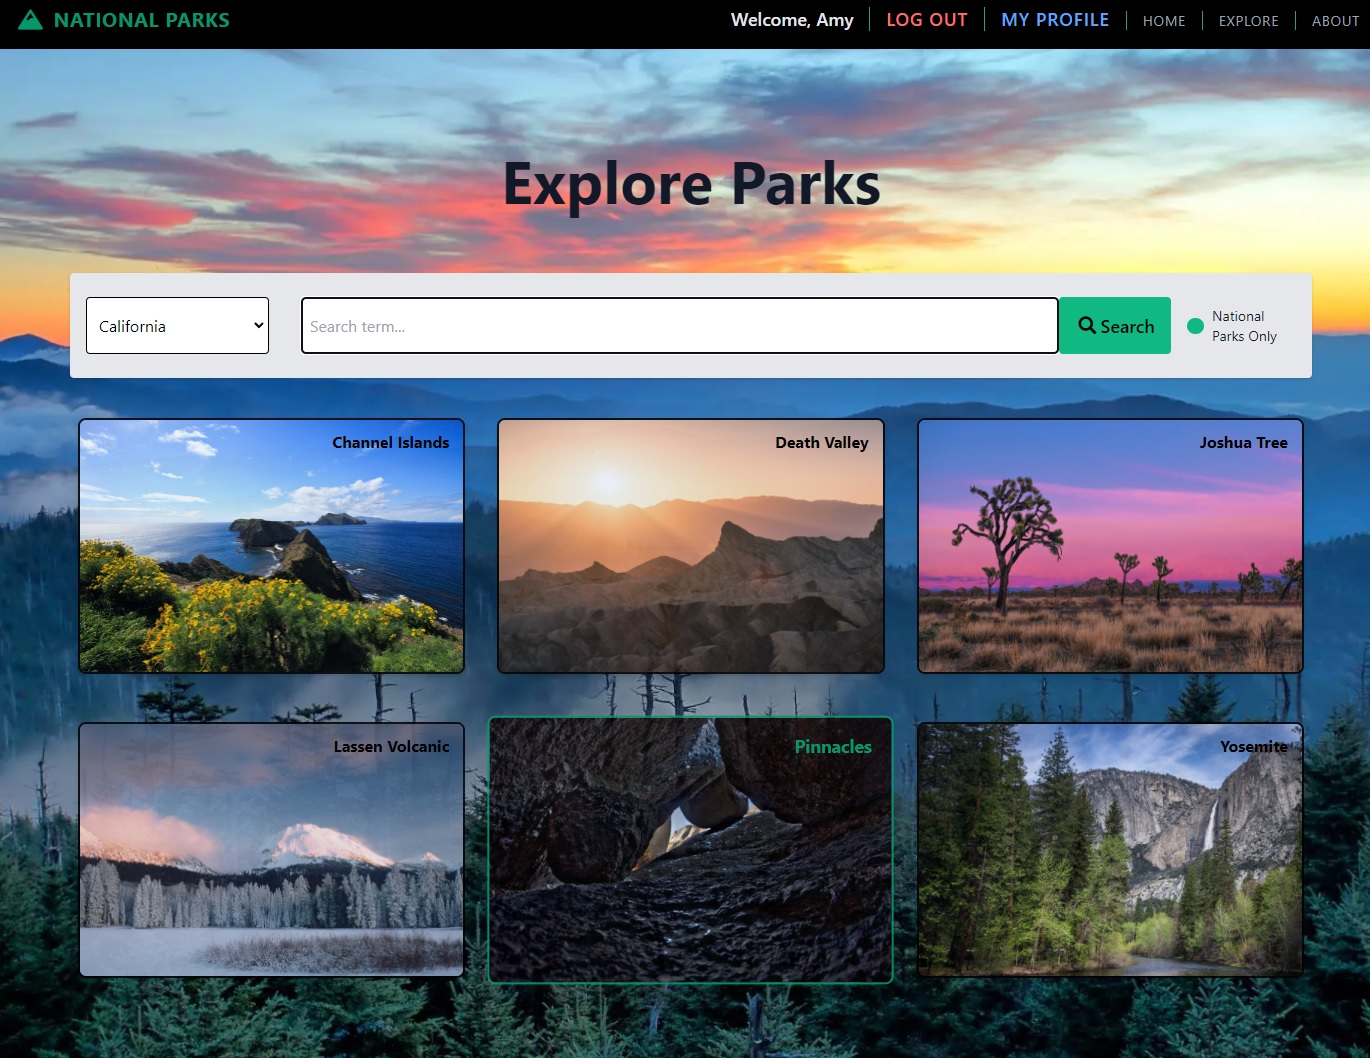 NATIONAL PARKS
Welcome, Amy
LOG OUT
MY PROFILE
HOME
EXPLORE
ABOUT
Explore Parks
California
Search term...
Search
National
Parks Only
Channel Islands
Death Valley
Joshua Tree
Lassen Volcanic
Pinnacles
Yosemite